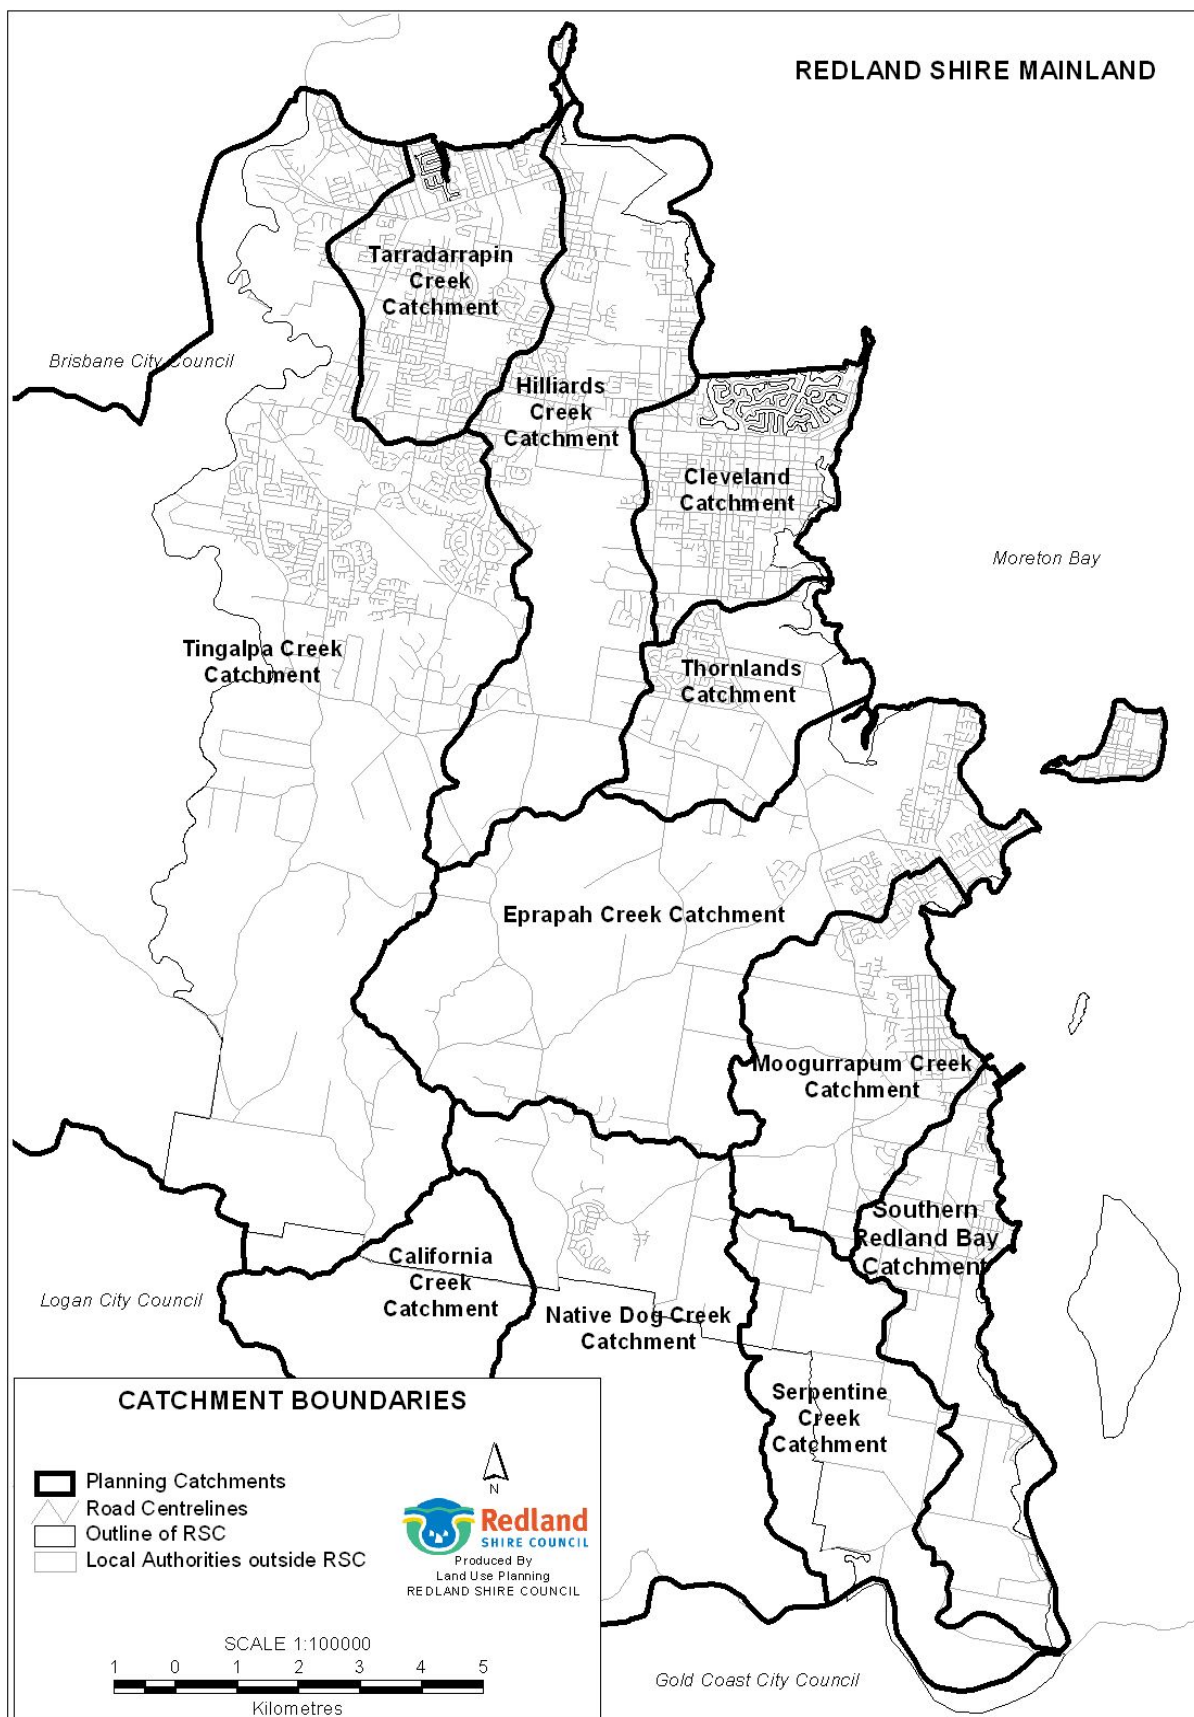 REDLAND SHIRE MAINLAND
Tarradarrapin
Creek
Catchment
Brisbane City Council
Hilliards
Creek
Catchment
Cleveland
Catchment
Moreton Bay
Tingalpa Creek
Catchment
Thornlands
Catchment
Eprapah Creek Catchment
Moogurrapum Creek
Catchment
Southern
Redland Bay
Catchment
California
Creek
Catchment
Logan City Council
Native Dog Creek
Catchment
Serpentine
Creek
Catchment
CATCHMENT BOUNDARIES
Planning Catchments
Road Centrelines
Outline of RSC
Local Authorities outside RSC
N
Redland
SHIRE COUNCIL
Produced By
Land Use Planning
REDLAND SHIRE COUNCIL
SCALE 1:100000
1 0 1 2 3 4 5
Kilometres
Gold Coast City Council